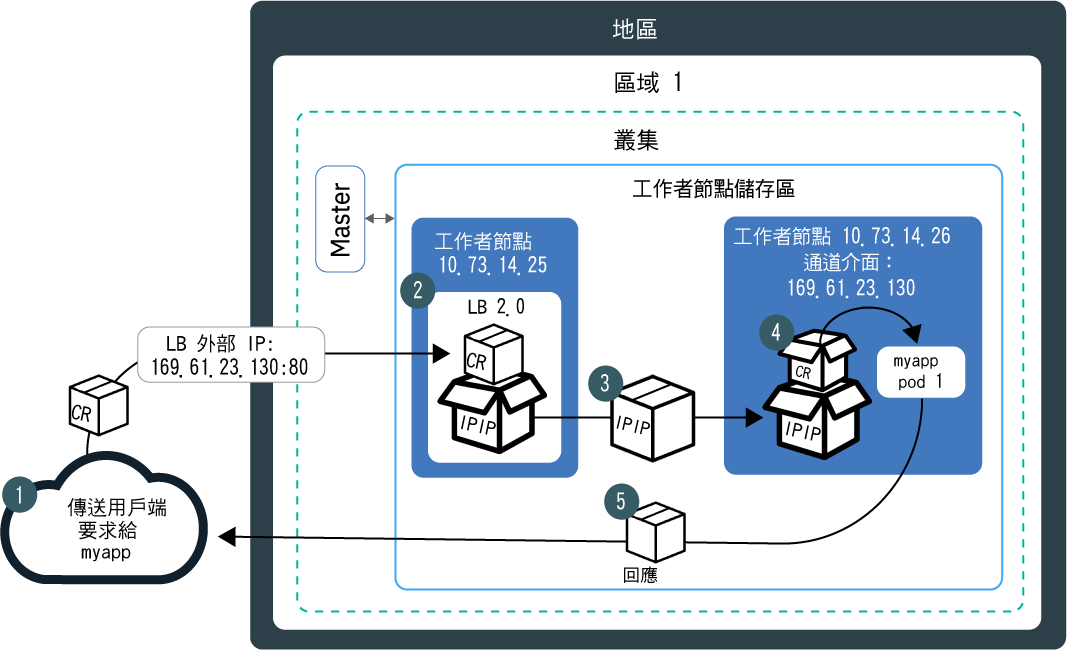 地區
區域 1
叢集
工作者節點儲存區
Master
工作者節點
10.73.14.25
2
LB 2.0
CR
IPIP
工作者節點 10.73.14.26
通道介面：
169.61.23.130
4
CR
IPIP
myapp
pod 1
LB 外部 IP:
169.61.23.130:80
3
IPIP
CR
1
傳送用戶端
要求給
myapp
5
回應